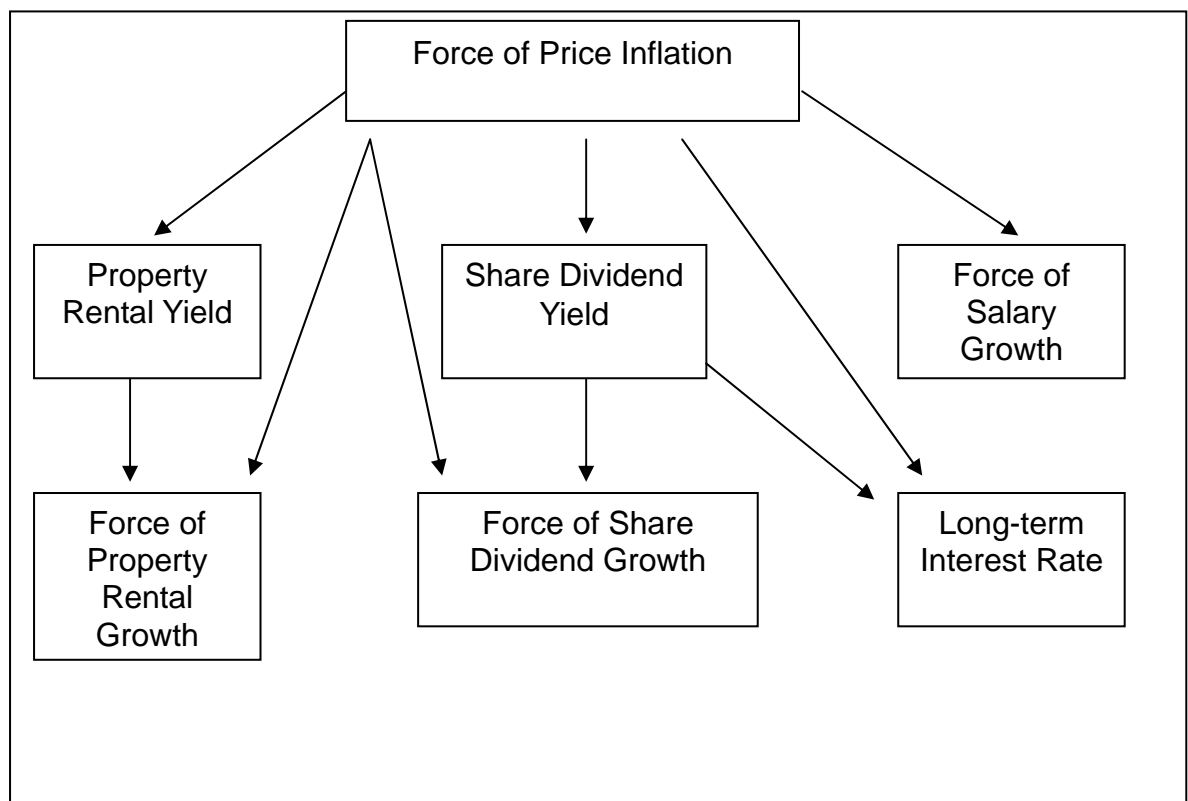 Force of Price Inflation
Property
Rental Yield
Share Dividend
Yield
Force of
Salary
Growth
Force of
Property
Rental
Growth
Force of Share
Dividend Growth
Long-term
Interest Rate